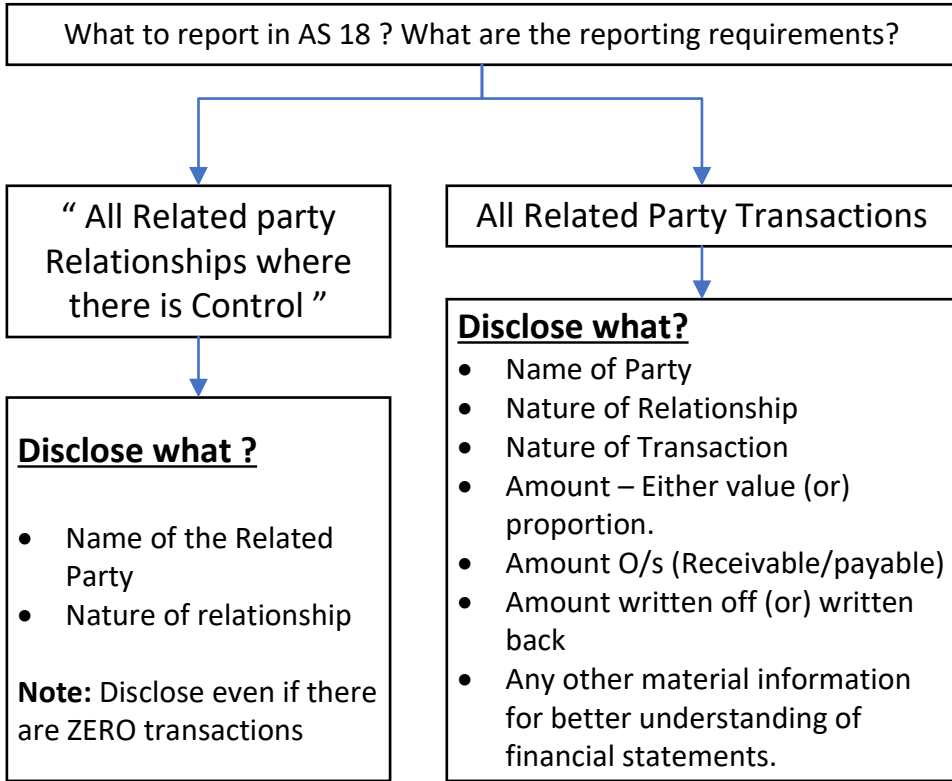 What to report in AS 18 ? What are the reporting requirements?
“ All Related party
Relationships where
there is Control ”
Disclose what ?
• Name of the Related
Party
• Nature of relationship
Note: Disclose even if there
are ZERO transactions
All Related Party Transactions
Disclose what?
• Name of Party
• Nature of Relationship
• Nature of Transaction
• Amount – Either value (or)
proportion.
• Amount O/s (Receivable/payable)
• Amount written off (or) written
back
• Any other material information
for better understanding of
financial statements.